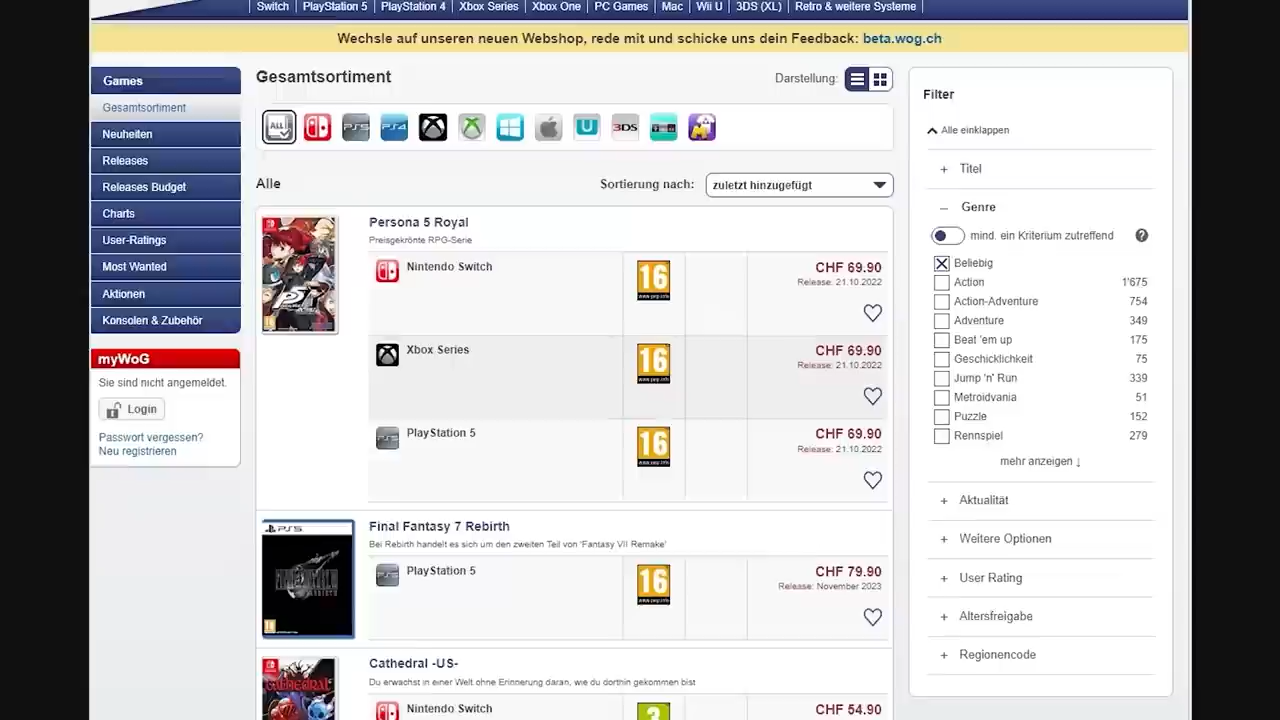 Switch PlayStation 5 PlayStation 4 Xbox Series Xbox One PC Games Mac Wii U 3DS (XL) Retro & weitere Systeme
Wechsle auf unseren neuen Webshop, rede mit und schicke uns dein Feedback: beta.wog.ch
Games
Gesamtsortiment
Neuheiten
Releases
Releases Budget
Charts
User-Ratings
Most Wanted
Aktionen
Konsolen & Zubehör
myWoG
Sie sind nicht angemeldet.
Login
Passwort vergessen?
Neu registrieren
Gesamtsortiment
Darstellung:
ALL PS5 PS4 U 3DS
Alle
Sortierung nach: zuletzt hinzugefügt
Persona 5 Royal
Preisgekrönte RPG-Serie
Nintendo Switch
16
CHF 69.90
Release: 21.10.2022
Xbox Series
16
CHF 69.90
Release: 21.10.2022
PlayStation 5
16
CHF 69.90
Release: 21.10.2022
PS5
Final Fantasy 7 Rebirth
Bei Rebirth handelt es sich um den zweiten Teil von 'Fantasy VII Remake'
PlayStation 5
16
CHF 79.90
Release: November 2023
CATHEDRAL
Cathedral -US-
Du erwachst in einer Welt ohne Erinnerung daran, wie du dorthin gekommen bist
Nintendo Switch
3
CHF 54.90
Filter
Alle einklappen
+ Titel
– Genre
mind. ein Kriterium zutreffend ?
Beliebig
Action 1'675
Action-Adventure 754
Adventure 349
Beat 'em up 175
Geschicklichkeit 75
Jump 'n' Run 339
Metroidvania 51
Puzzle 152
Rennspiel 279
mehr anzeigen ↓
+ Aktualität
+ Weitere Optionen
+ User Rating
+ Altersfreigabe
+ Regionencode